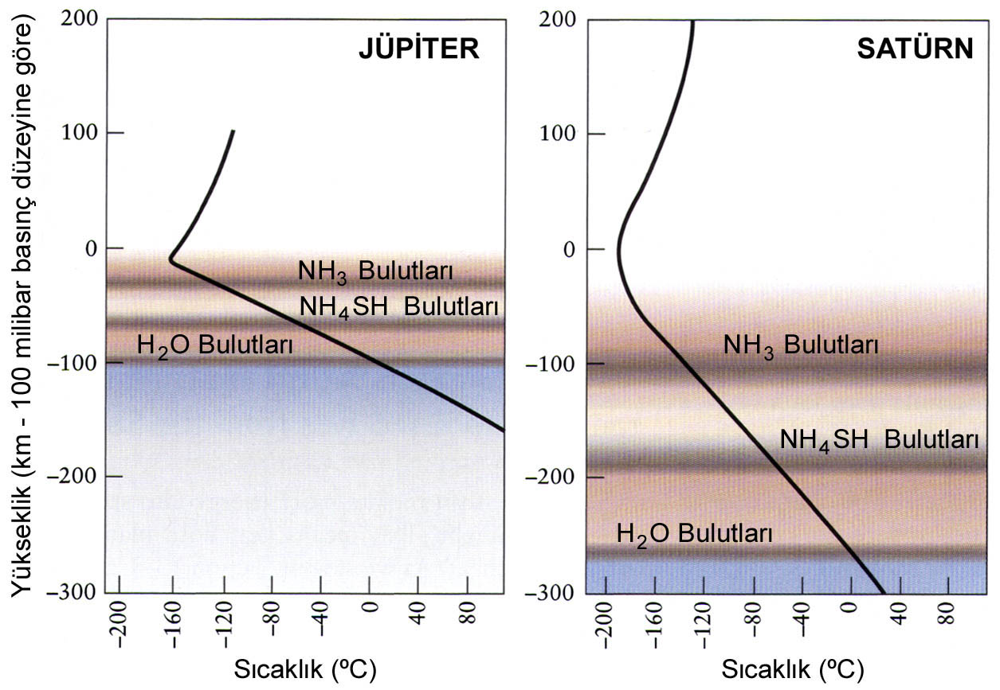 Yükseklik (km - 100 milibar basınç düzeyine göre)
JÜPİTER
200
100
0
−100
−200
−300
NH3 Bulutları
NH4SH Bulutları
H2O Bulutları
−200 −160 −120 −80 −40 0 40 80
Sıcaklık (ºC)
SATÜRN
200
100
0
−100
−200
−300
NH3 Bulutları
NH4SH Bulutları
H2O Bulutları
−200 −160 −120 −80 −40 0 40 80
Sıcaklık (ºC)